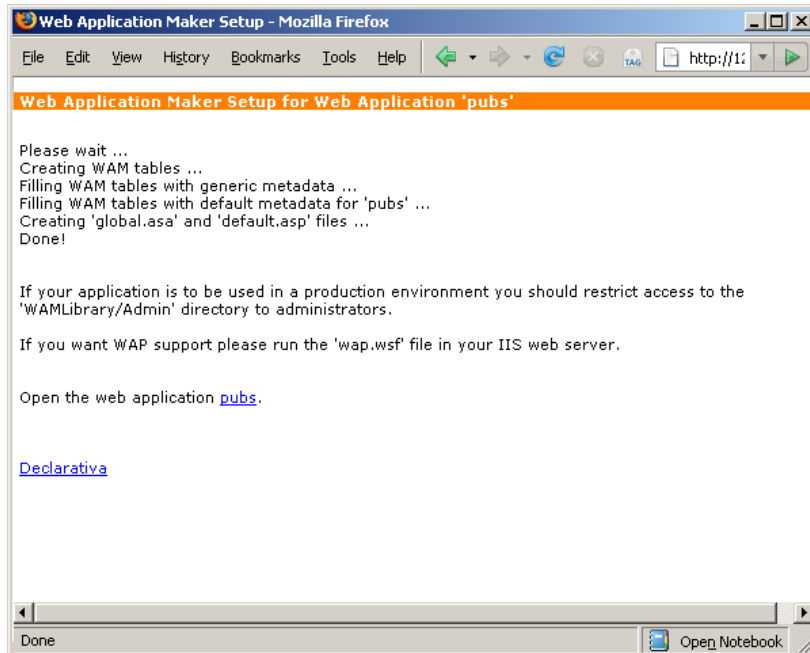 Web Application Maker Setup - Mozilla Firefox
File Edit View History Bookmarks Tools Help TAG http://12
Web Application Maker Setup for Web Application 'pubs'
Please wait ...
Creating WAM tables ...
Filling WAM tables with generic metadata ...
Filling WAM tables with default metadata for 'pubs' ...
Creating 'global.asa' and 'default.asp' files ...
Done!
If your application is to be used in a production environment you should restrict access to the
'WAMLibrary/Admin' directory to administrators.
If you want WAP support please run the 'wap.wsf' file in your IIS web server.
Open the web application pubs.
Declarativa
Done Open Notebook